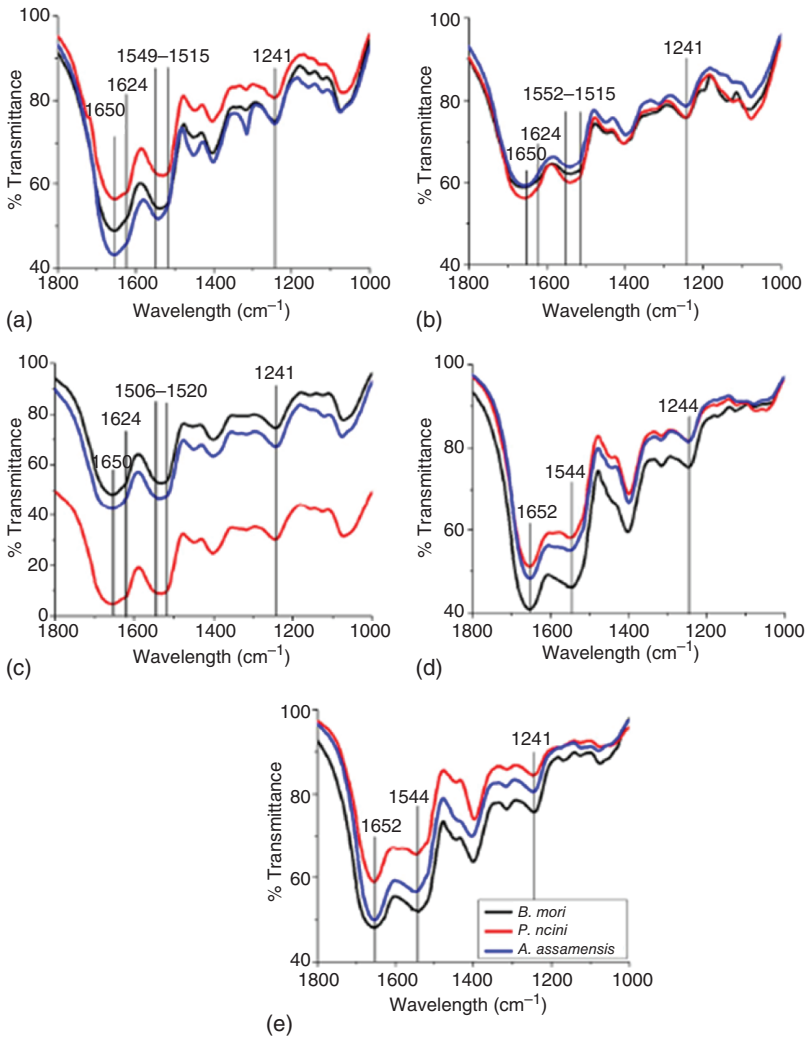 1549–1515
1241
1624
1650
100
80
60
40
% Transmittance
1800 1600 1400 1200 1000
Wavelength (cm−1)
(a)
1241
1552–1515
1624
1650
100
80
60
40
% Transmittance
1800 1600 1400 1200 1000
Wavelength (cm−1)
(b)
1506–1520
1241
1624
1650
100
80
60
40
20
0
% Transmittance
1800 1600 1400 1200 1000
Wavelength (cm−1)
(c)
1244
1544
1652
100
80
60
40
% Transmittance
1800 1600 1400 1200 1000
Wavelength (cm−1)
(d)
1241
1544
1652
100
80
60
40
% Transmittance
B. mori
P. ncini
A. assamensis
1800 1600 1400 1200 1000
Wavelength (cm−1)
(e)